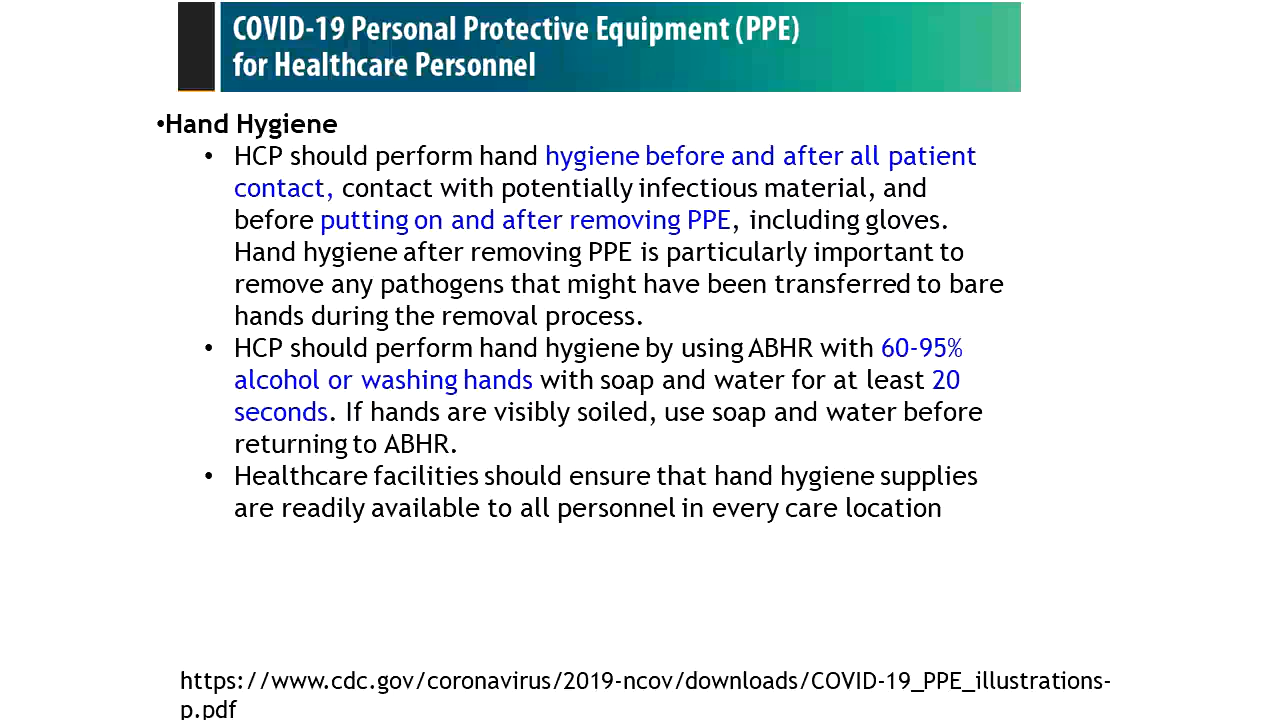 COVID-19 Personal Protective Equipment (PPE)
for Healthcare Personnel
•Hand Hygiene
• HCP should perform hand hygiene before and after all patient
contact, contact with potentially infectious material, and
before putting on and after removing PPE, including gloves.
Hand hygiene after removing PPE is particularly important to
remove any pathogens that might have been transferred to bare
hands during the removal process.
• HCP should perform hand hygiene by using ABHR with 60-95%
alcohol or washing hands with soap and water for at least 20
seconds. If hands are visibly soiled, use soap and water before
returning to ABHR.
• Healthcare facilities should ensure that hand hygiene supplies
are readily available to all personnel in every care location
https://www.cdc.gov/coronavirus/2019-ncov/downloads/COVID-19_PPE_illustrations-
p.pdf